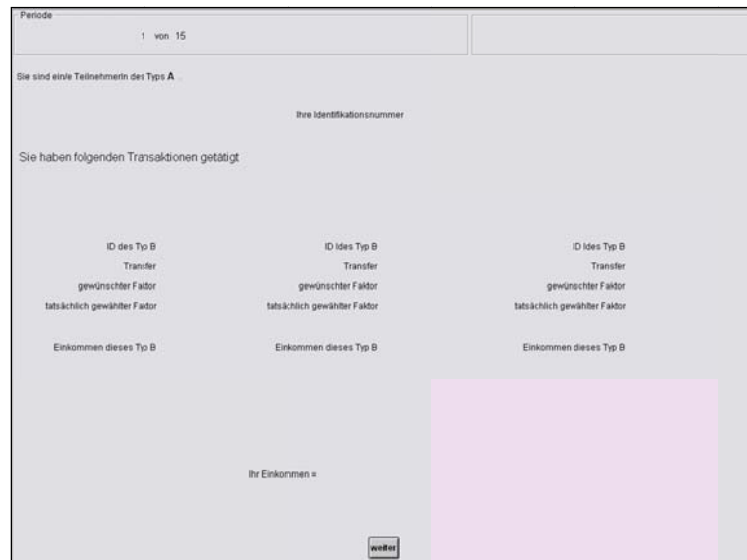 Periode
1 von 15
Sie sind ein/e TeilnehmerIn des Typs A
Ihre Identifikationsnummer
Sie haben folgenden Transaktionen getätigt
ID des Typ B ID ldes Typ B ID ldes Typ B
Transfer Transfer Transfer
gewünschter Faktor gewünschter Faktor gewünschter Faktor
tatsächlich gewählter Faktor tatsächlich gewählter Faktor tatsächlich gewählter Faktor
Einkommen dieses Typ B Einkommen dieses Typ B Einkommen dieses Typ B
Ihr Einkommen =
weiter